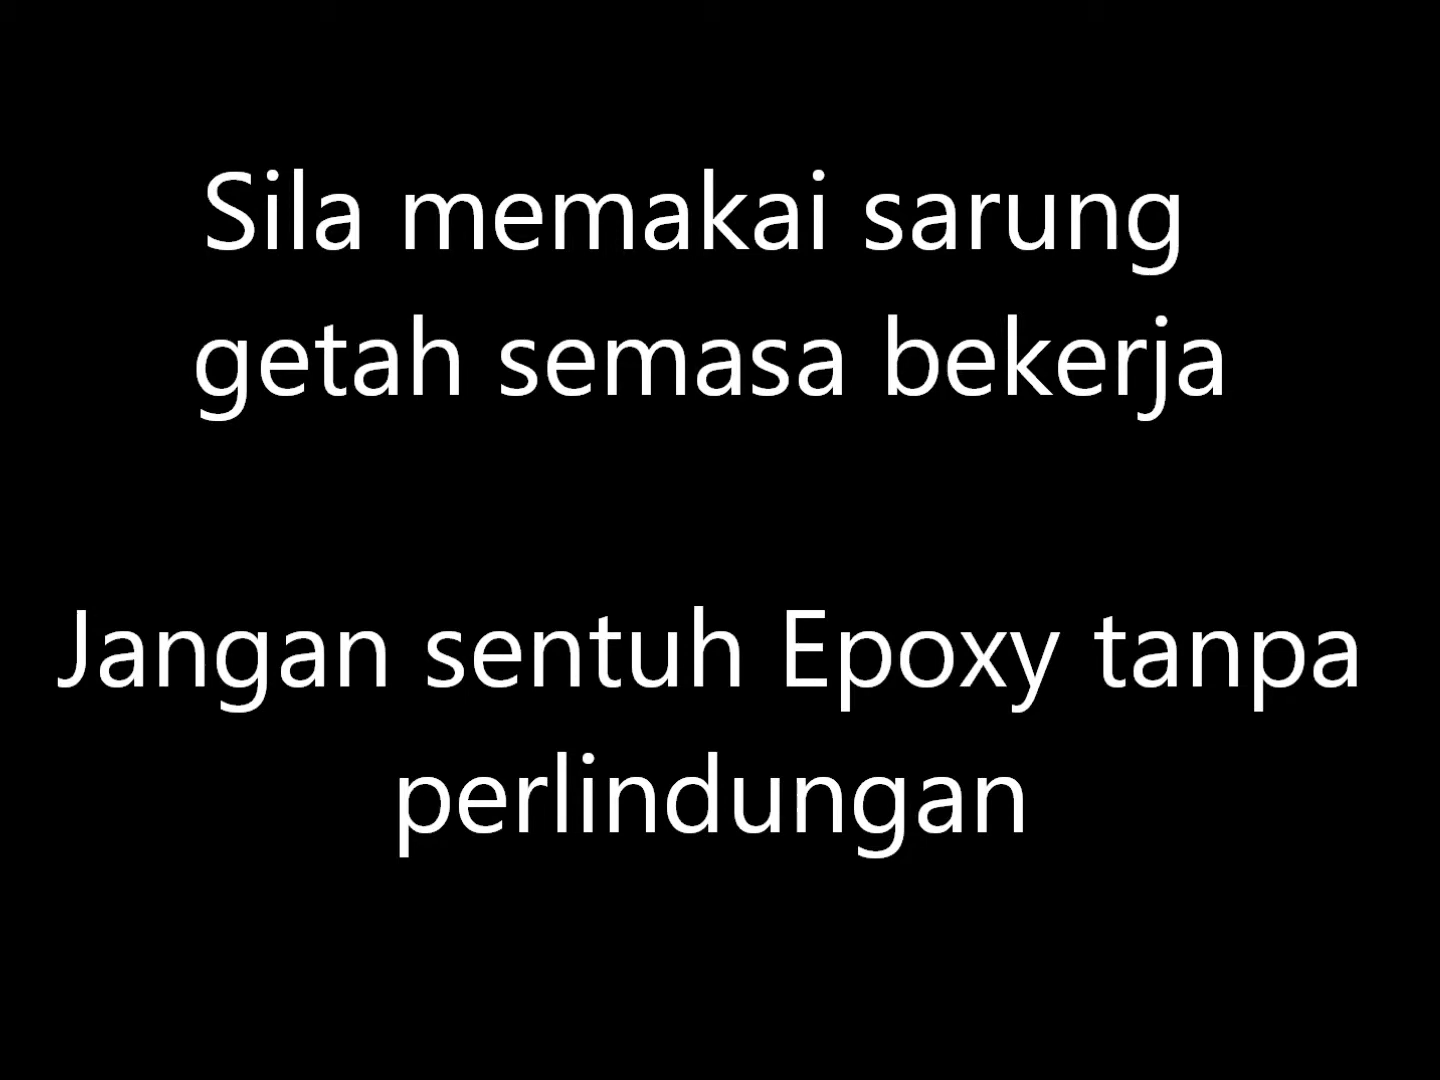 Sila memakai sarung
getah semasa bekerja
Jangan sentuh Epoxy tanpa
perlindungan